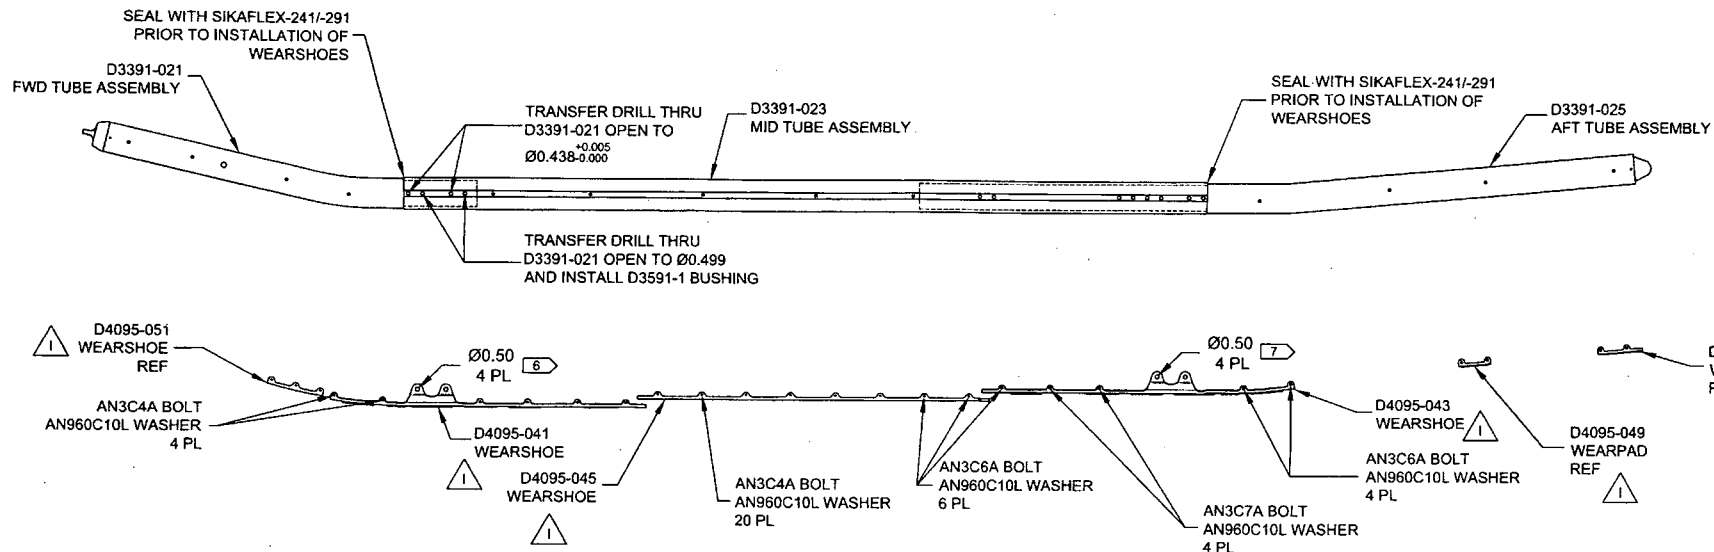 SEAL WITH SIKAFLEX-241/-291
PRIOR TO INSTALLATION OF
WEARSHOES
D3391-021
FWD TUBE ASSEMBLY
TRANSFER DRILL THRU
D3391-021 OPEN TO
Ø0.438+0.005-0.000
D3391-023
MID TUBE ASSEMBLY
SEAL WITH SIKAFLEX-241/-291
PRIOR TO INSTALLATION OF
WEARSHOES
D3391-025
AFT TUBE ASSEMBLY
TRANSFER DRILL THRU
D3391-021 OPEN TO Ø0.499
AND INSTALL D3591-1 BUSHING
1
D4095-051
WEARSHOE
REF
Ø0.50
4 PL
6
AN3C4A BOLT
AN960C10L WASHER
4 PL
D4095-041
WEARSHOE
1
D4095-045
WEARSHOE
1
AN3C4A BOLT
AN960C10L WASHER
20 PL
AN3C6A BOLT
AN960C10L WASHER
6 PL
Ø0.50
4 PL
7
AN3C7A BOLT
AN960C10L WASHER
4 PL
D4095-043
WEARSHOE
1
AN3C6A BOLT
AN960C10L WASHER
4 PL
D4095-049
WEARPAD
REF
1